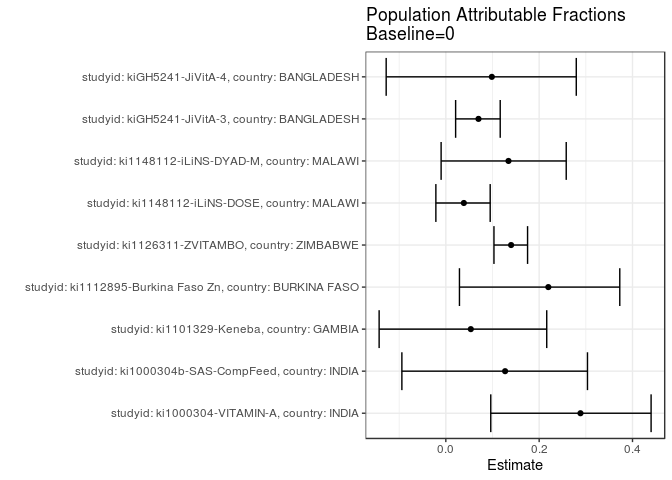 Population Attributable Fractions
Baseline=0
studyid: kiGH5241-JiVitA-4, country: BANGLADESH
studyid: kiGH5241-JiVitA-3, country: BANGLADESH
studyid: ki1148112-iLiNS-DYAD-M, country: MALAWI
studyid: ki1148112-iLiNS-DOSE, country: MALAWI
studyid: ki1126311-ZVITAMBO, country: ZIMBABWE
studyid: ki1112895-Burkina Faso Zn, country: BURKINA FASO
studyid: ki1101329-Keneba, country: GAMBIA
studyid: ki1000304b-SAS-CompFeed, country: INDIA
studyid: ki1000304-VITAMIN-A, country: INDIA
0.0 0.2 0.4
Estimate